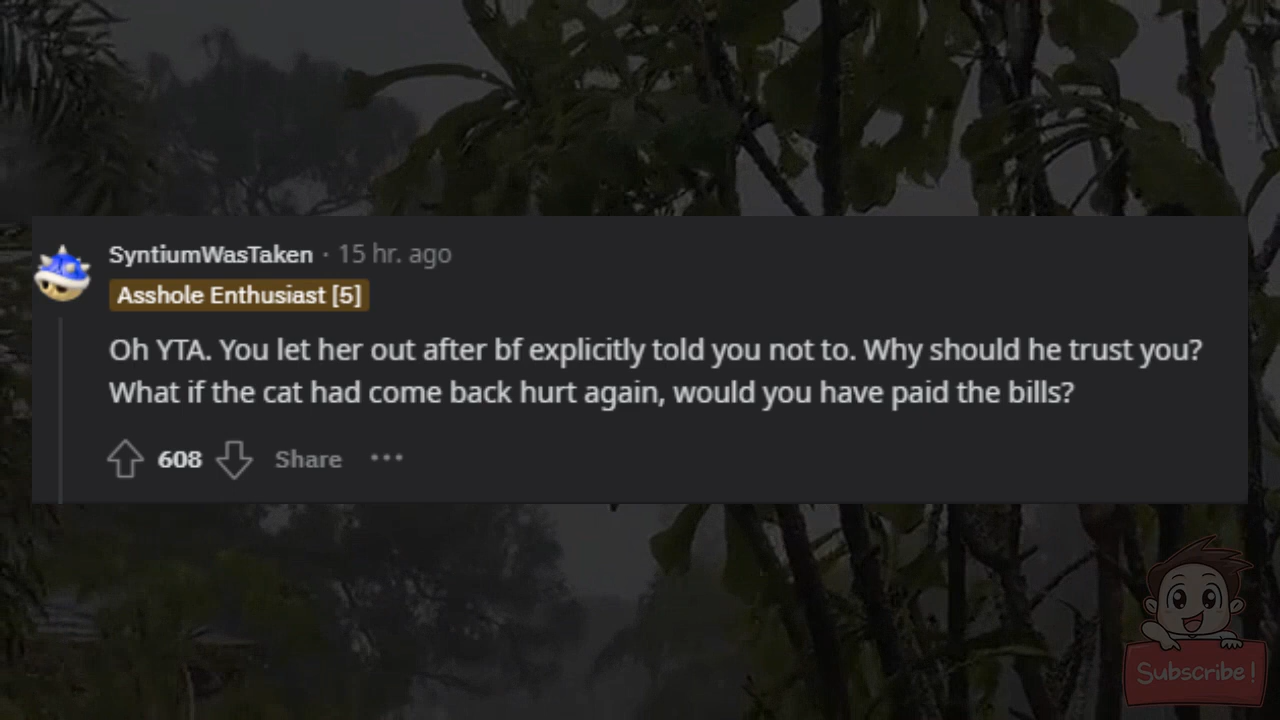 SyntiumWasTaken · 15 hr. ago
Asshole Enthusiast [5]
Oh YTA. You let her out after bf explicitly told you not to. Why should he trust you?
What if the cat had come back hurt again, would you have paid the bills?
608 Share ···
Subscribe!